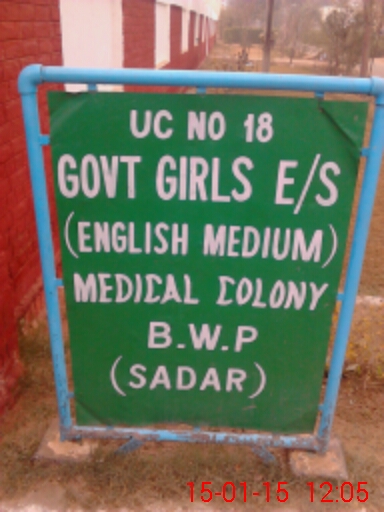 UC NO 18
GOVT GIRLS E/S
(ENGLISH MEDIUM)
MEDICAL COLONY
B.W.P
(SADAR)
15-01-15 12:05